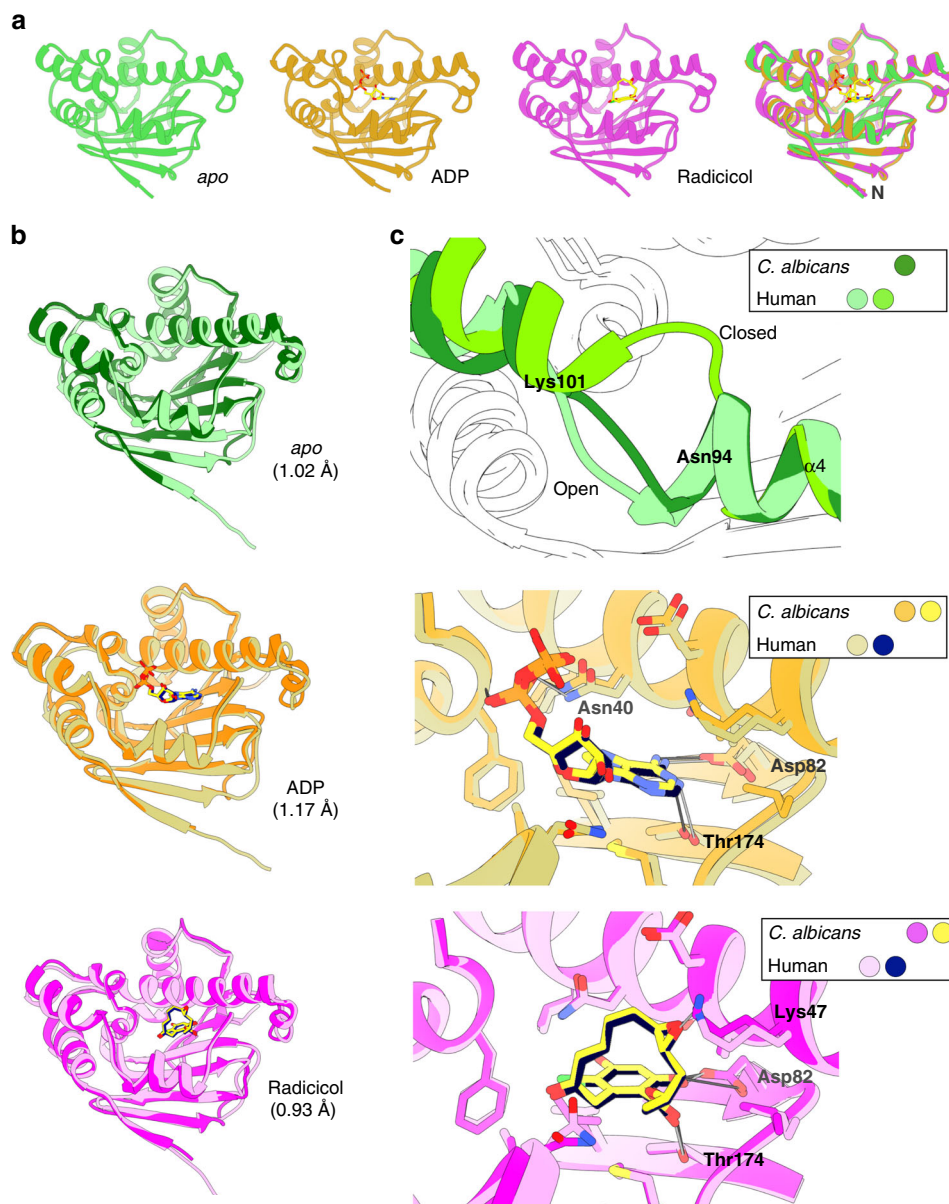 a
apo
ADP
Radicicol
N
b
apo
(1.02 Å)
ADP
(1.17 Å)
Radicicol
(0.93 Å)
c
C. albicans
Human
Closed
Lys101
Asn94
α4
Open
C. albicans
Human
Asn40
Asp82
Thr174
C. albicans
Human
Lys47
Asp82
Thr174